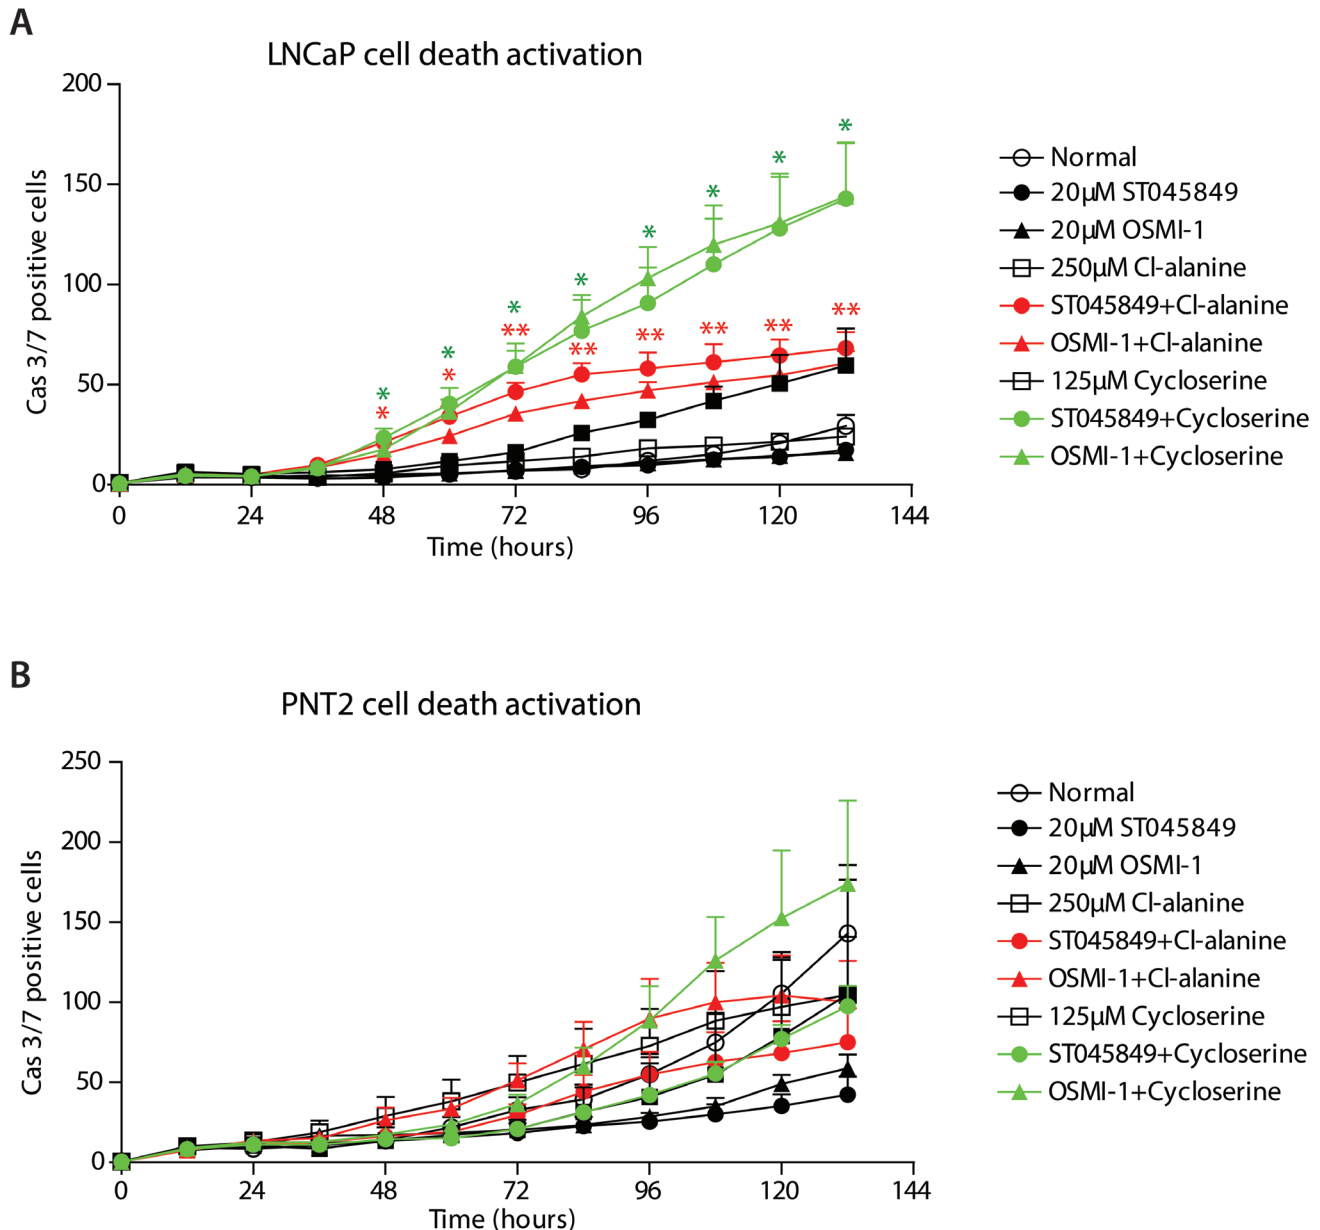 A
LNCaP cell death activation
200
150
100
50
0
Cas 3/7 positive cells
* * * * * * * *
* * ** ** ** ** ** **
0 24 48 72 96 120 144
Time (hours)
Normal
20µM ST045849
20µM OSMI-1
250µM Cl-alanine
ST045849+Cl-alanine
OSMI-1+Cl-alanine
125µM Cycloserine
ST045849+Cycloserine
OSMI-1+Cycloserine
B
PNT2 cell death activation
250
200
150
100
50
0
Cas 3/7 positive cells
0 24 48 72 96 120 144
Time (hours)
Normal
20µM ST045849
20µM OSMI-1
250µM Cl-alanine
ST045849+Cl-alanine
OSMI-1+Cl-alanine
125µM Cycloserine
ST045849+Cycloserine
OSMI-1+Cycloserine